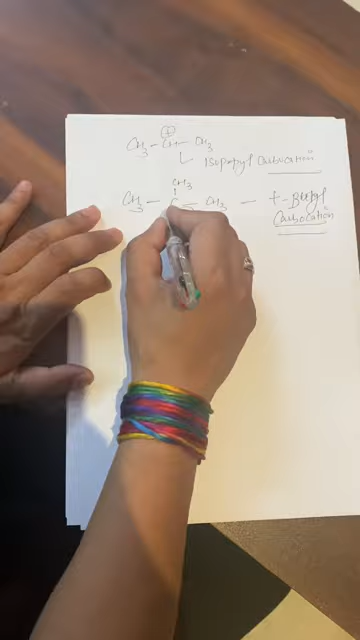 ⊕
CH3 - CH - CH3
↳ Isopropyl Carbocation
CH3
CH3 - C - CH3 - t-Butyl
Carbocation